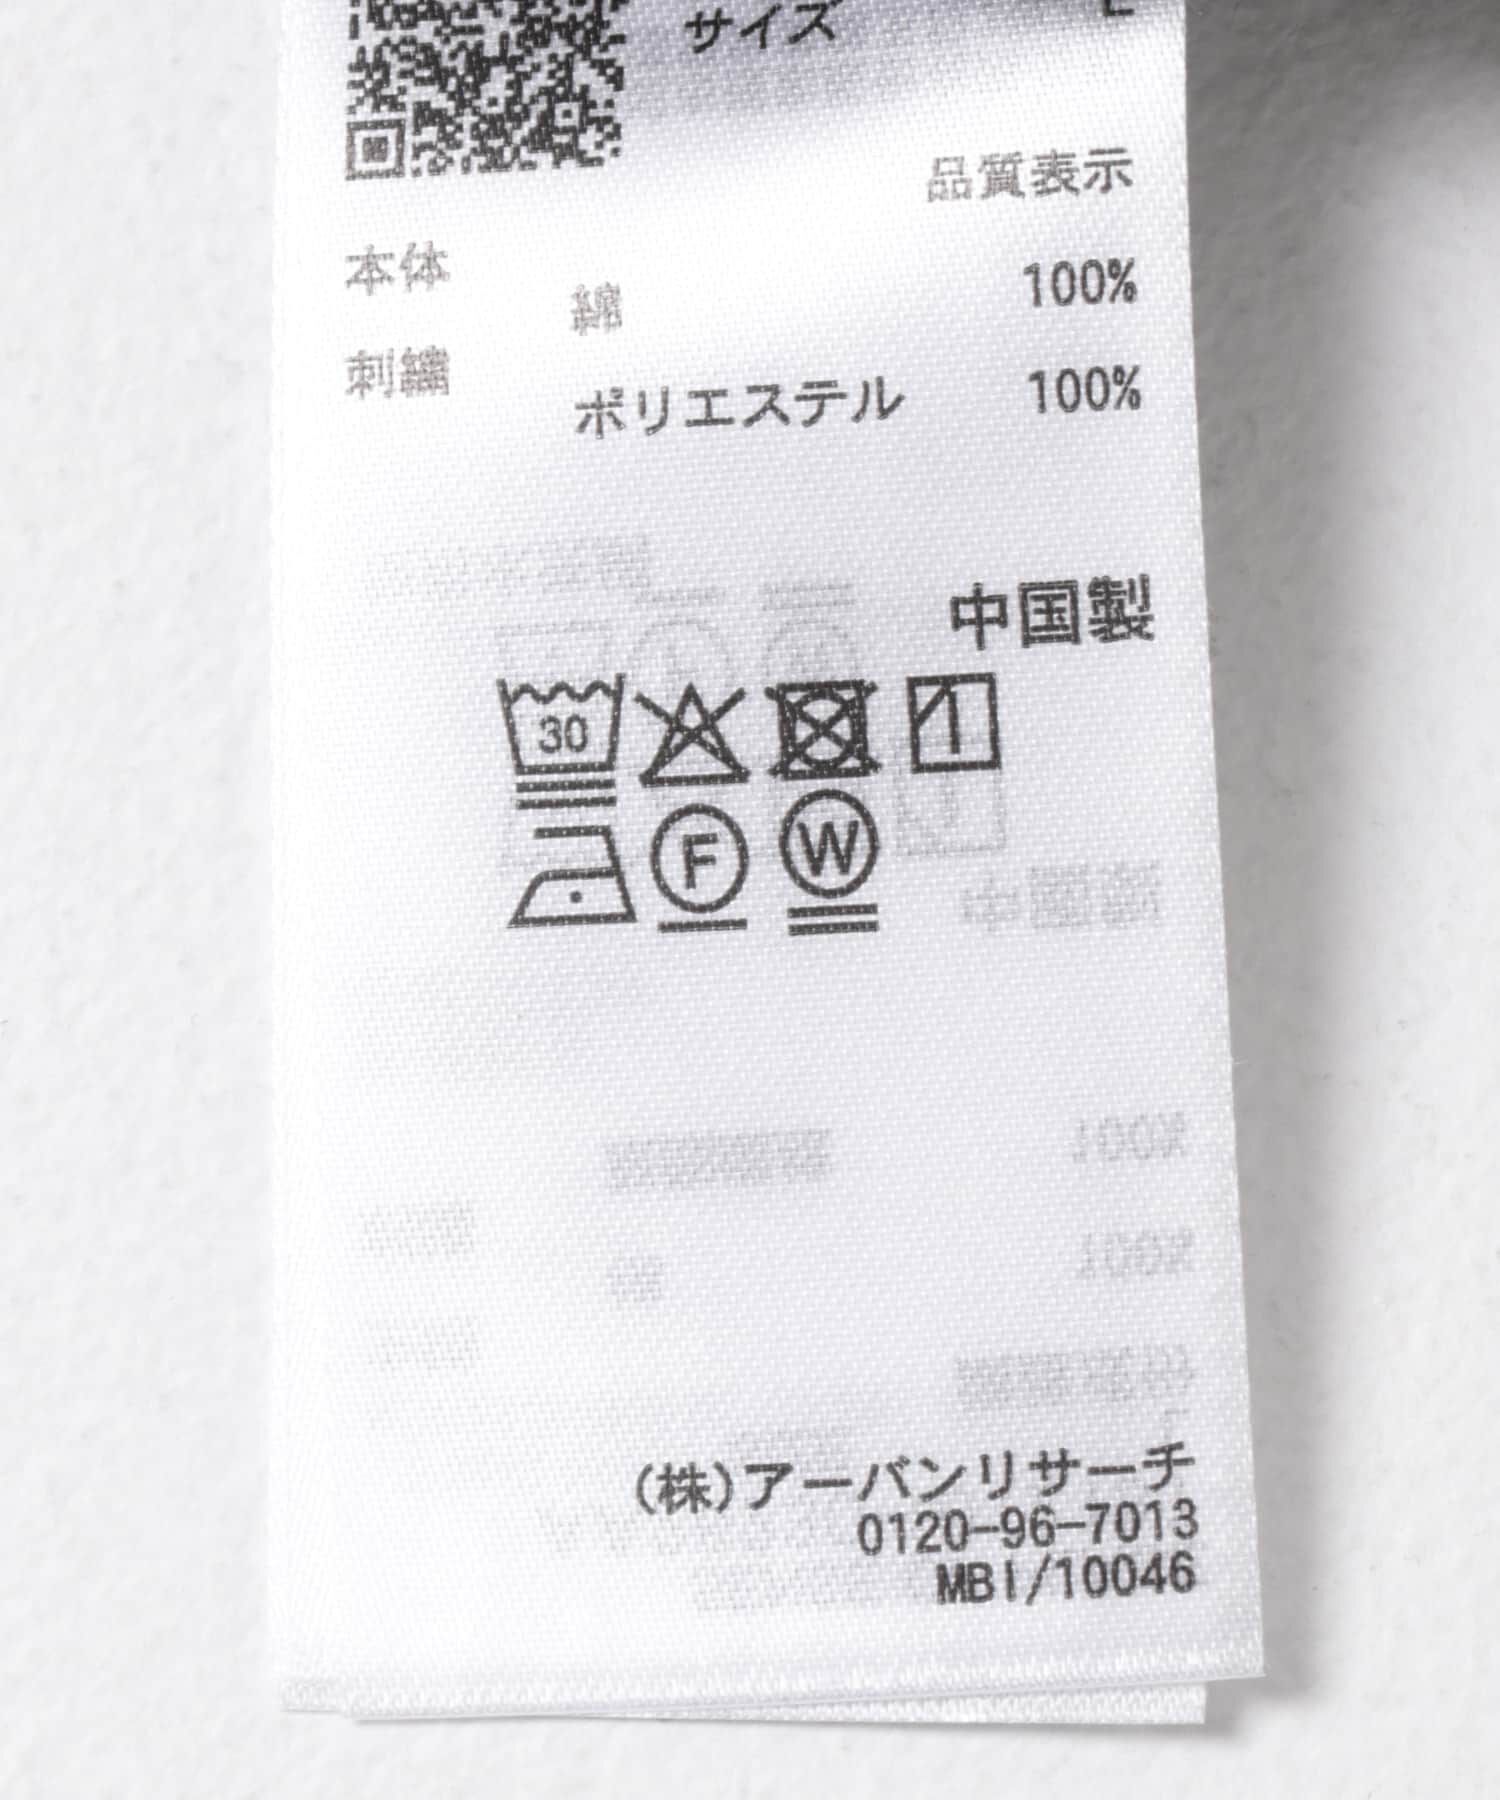 サイズ L
品質表示
本体
綿 100%
刺繍
ポリエステル 100%
中国製
30
F W
(株)アーバンリサーチ
0120-96-7013
MBI/10046